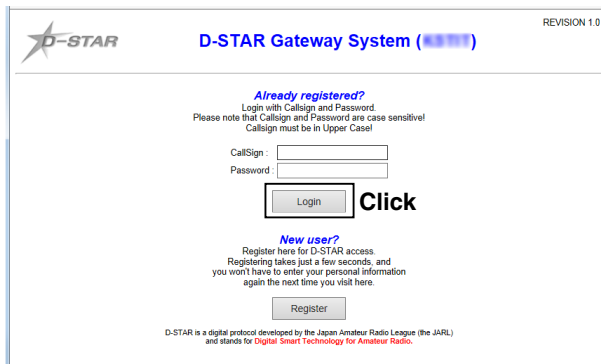 REVISION 1.0
D-STAR
D-STAR Gateway System ( )
Already registered?
Login with Callsign and Password.
Please note that Callsign and Password are case sensitive!
Callsign must be in Upper Case!
CallSign :
Password :
Login
Click
New user?
Register here for D-STAR access.
Registering takes just a few seconds, and
you won't have to enter your personal information
again the next time you visit here.
Register
D-STAR is a digital protocol developed by the Japan Amateur Radio League (the JARL)
and stands for Digital Smart Technology for Amateur Radio.